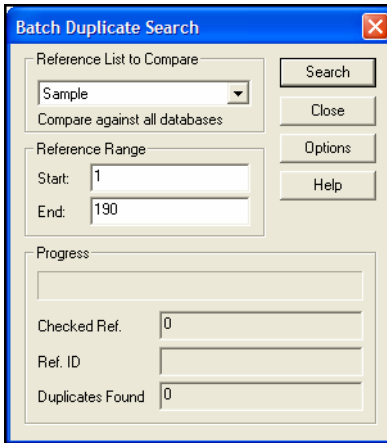 Batch Duplicate Search
Reference List to Compare
Sample
Compare against all databases
Search
Close
Options
Help
Reference Range
Start: 1
End: 190
Progress
Checked Ref. 0
Ref. ID
Duplicates Found 0